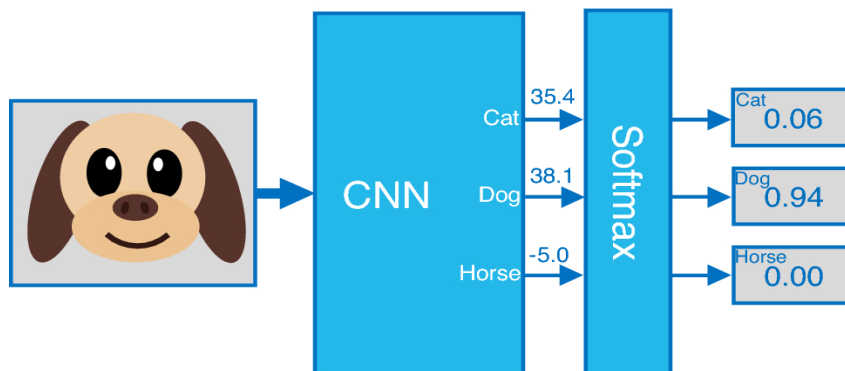 CNN
Cat
35.4
Dog
38.1
Horse
-5.0
Softmax
Cat
0.06
Dog
0.94
Horse
0.00